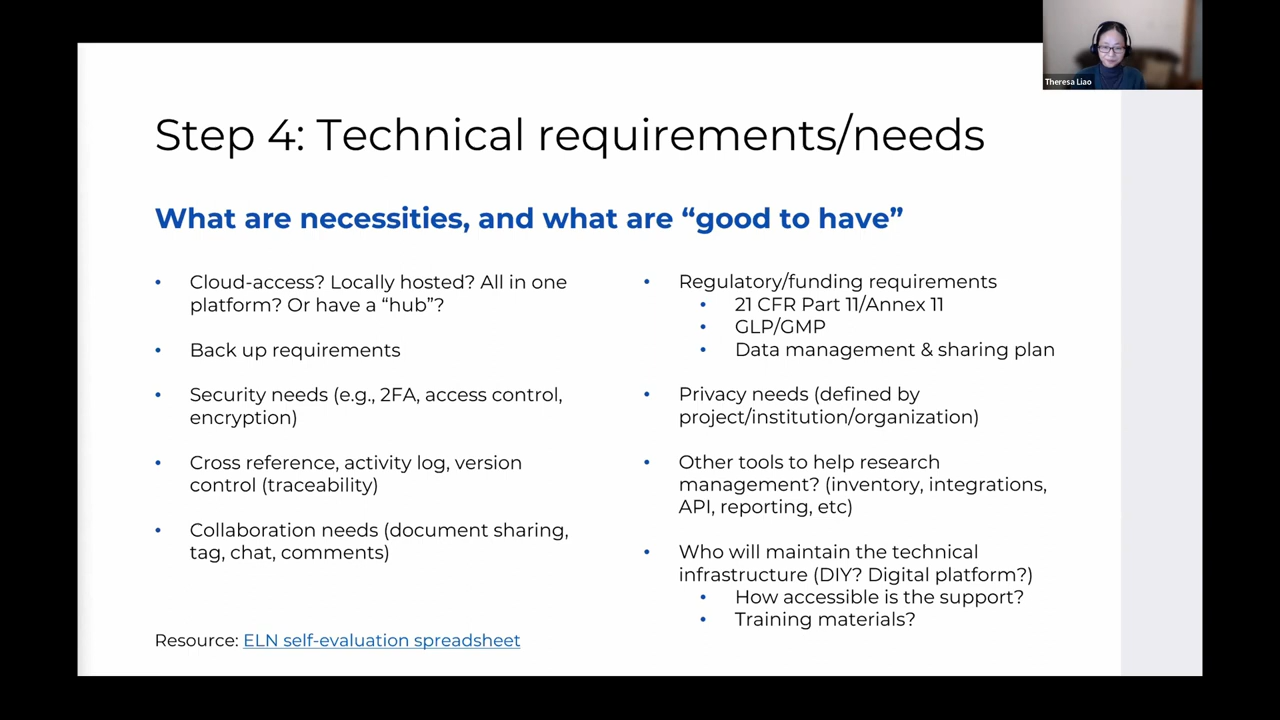 Theresa Liao
Step 4: Technical requirements/needs
What are necessities, and what are “good to have”
• Cloud-access? Locally hosted? All in one
platform? Or have a “hub”?
• Back up requirements
• Security needs (e.g., 2FA, access control,
encryption)
• Cross reference, activity log, version
control (traceability)
• Collaboration needs (document sharing,
tag, chat, comments)
• Regulatory/funding requirements
• 21 CFR Part 11/Annex 11
• GLP/GMP
• Data management & sharing plan
• Privacy needs (defined by
project/institution/organization)
• Other tools to help research
management? (inventory, integrations,
API, reporting, etc)
• Who will maintain the technical
infrastructure (DIY? Digital platform?)
• How accessible is the support?
• Training materials?
Resource: ELN self-evaluation spreadsheet